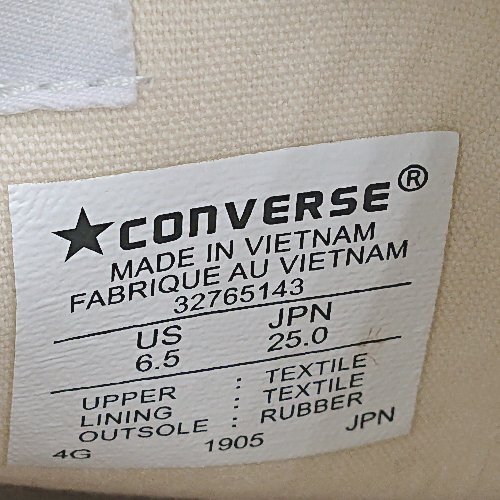 ★CONVERSE®
MADE IN VIETNAM
FABRIQUE AU VIETNAM
32765143
US JPN
6.5 25.0
UPPER : TEXTILE
LINING : TEXTILE
OUTSOLE : RUBBER
4G 1905 JPN